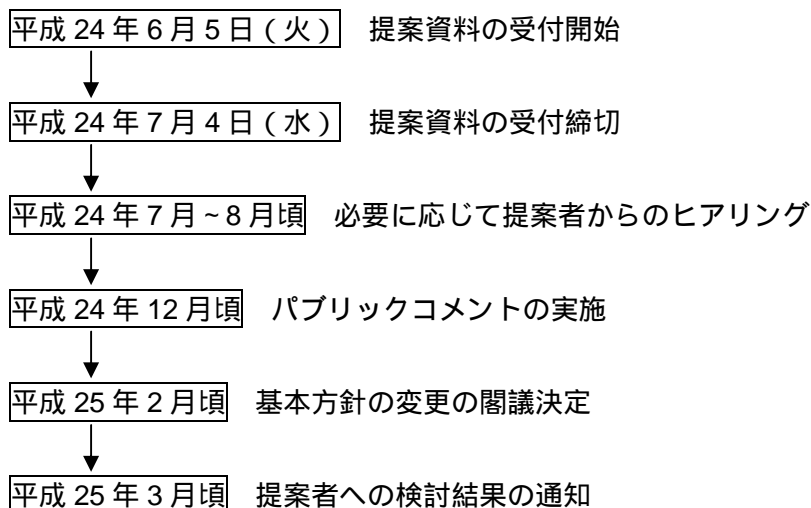 平成 24 年 6 月 5 日 ( 火 ) 提案資料の受付開始
平成 24 年 7 月 4 日 ( 水 ) 提案資料の受付締切
平成 24 年 7 月 ~ 8 月頃 必要に応じて提案者からのヒアリング
平成 24 年 12 月頃 パブリックコメントの実施
平成 25 年 2 月頃 基本方針の変更の閣議決定
平成 25 年 3 月頃 提案者への検討結果の通知